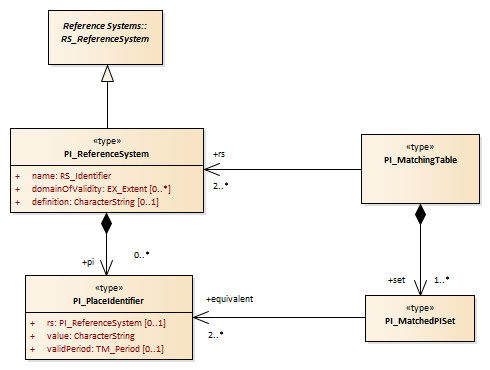 Reference Systems::
RS_ReferenceSystem
«type»
PI_ReferenceSystem
+ name: RS_Identifier
+ domainOfValidity: EX_Extent [0..*]
+ definition: CharacterString [0..1]
+rs
2..*
«type»
PI_MatchingTable
+pi
0..*
+set
1..*
«type»
PI_PlaceIdentifier
+ rs: PI_ReferenceSystem [0..1]
+ value: CharacterString
+ validPeriod: TM_Period [0..1]
+equivalent
2..*
«type»
PI_MatchedPISet